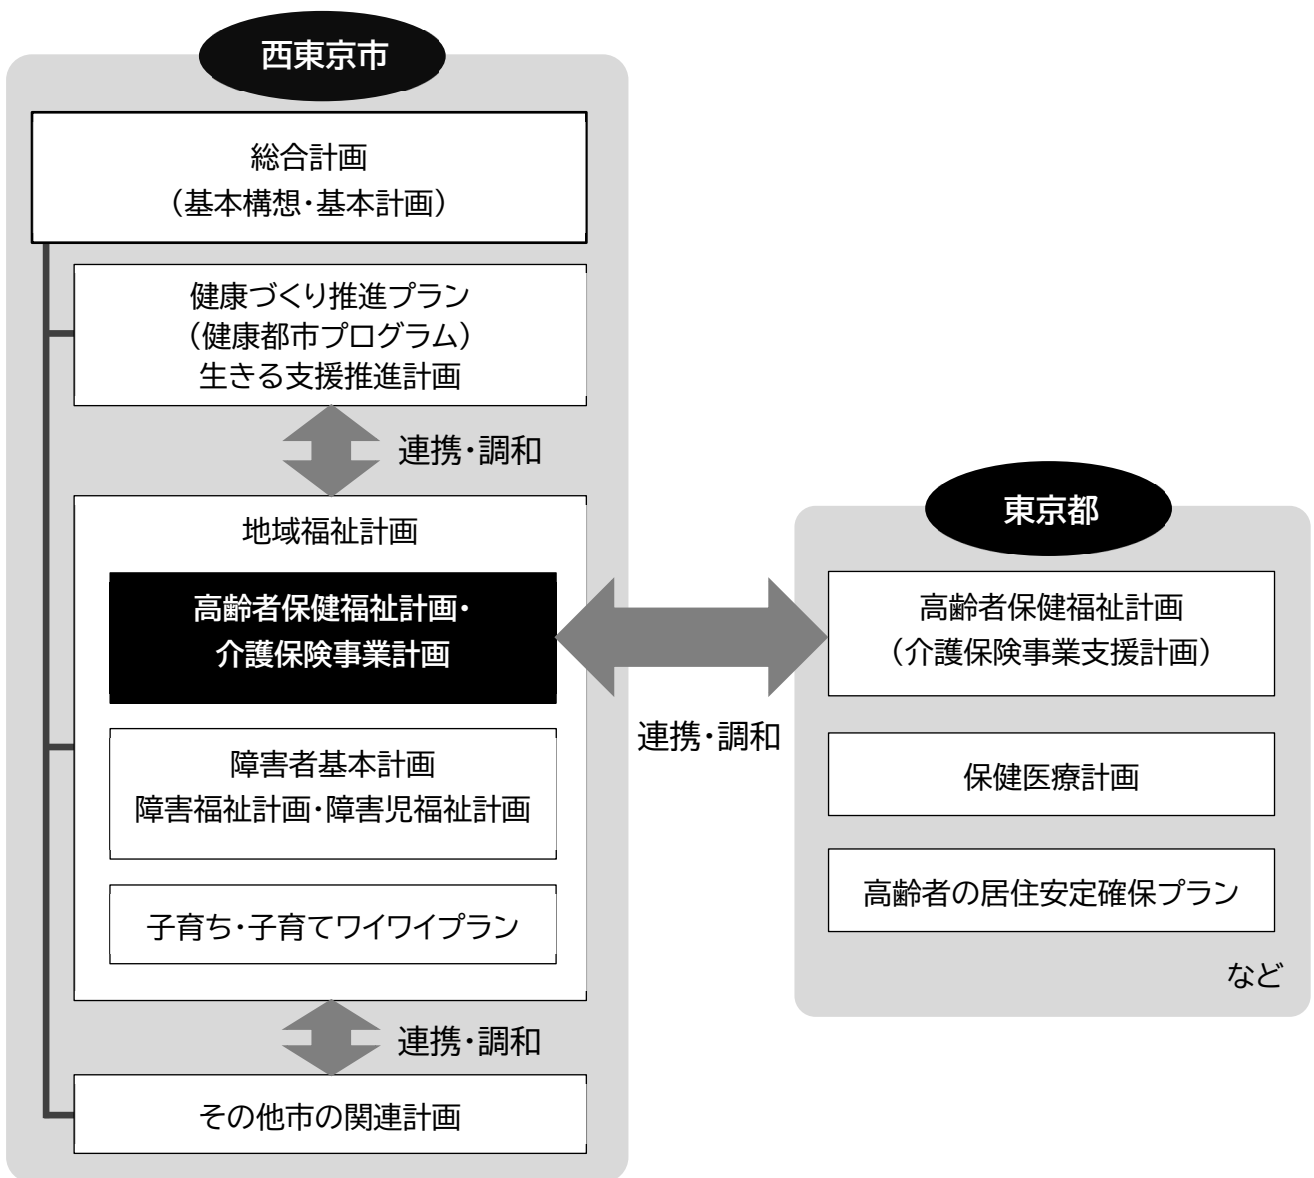 西東京市
総合計画
（基本構想・基本計画）
健康づくり推進プラン
（健康都市プログラム）
生きる支援推進計画
連携・調和
地域福祉計画
高齢者保健福祉計画・
介護保険事業計画
障害者基本計画
障害福祉計画・障害児福祉計画
子育ち・子育てワイワイプラン
連携・調和
その他市の関連計画
連携・調和
東京都
高齢者保健福祉計画
（介護保険事業支援計画）
保健医療計画
高齢者の居住安定確保プラン
など